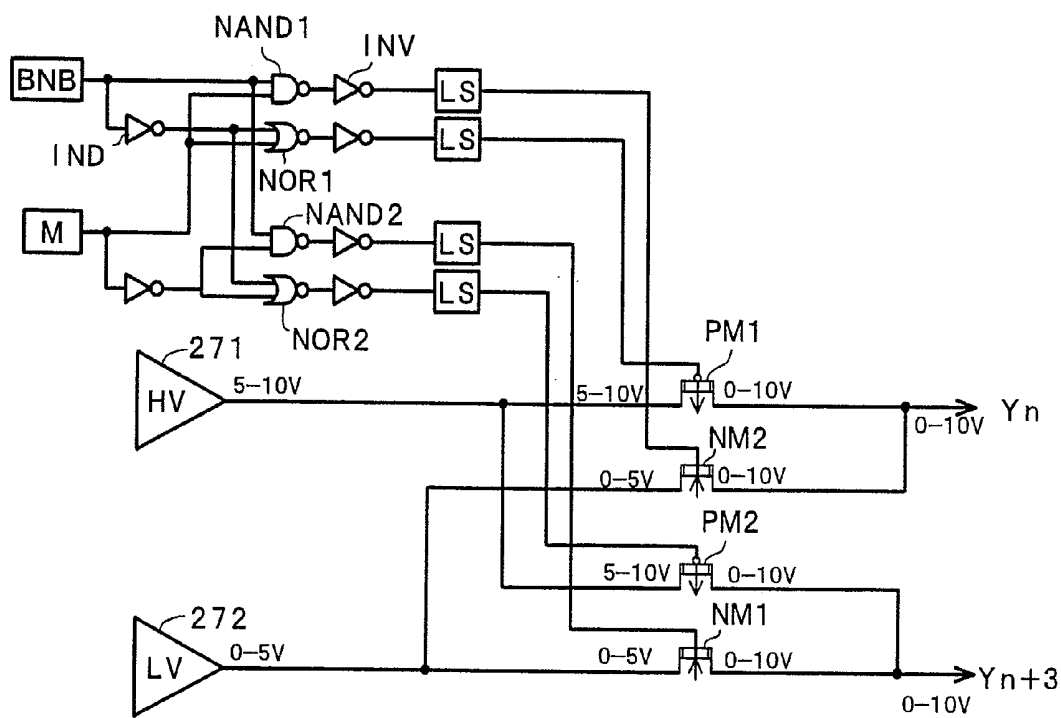 NAND1
INV
BNB
LS
IND
LS
NOR1
M
NAND2
LS
LS
NOR2
271
HV
5–10V
PM1
5–10V
0–10V
Yn
0–10V
NM2
0–5V
0–10V
PM2
5–10V
0–10V
272
LV
0–5V
NM1
0–5V
0–10V
Yn+3
0–10V